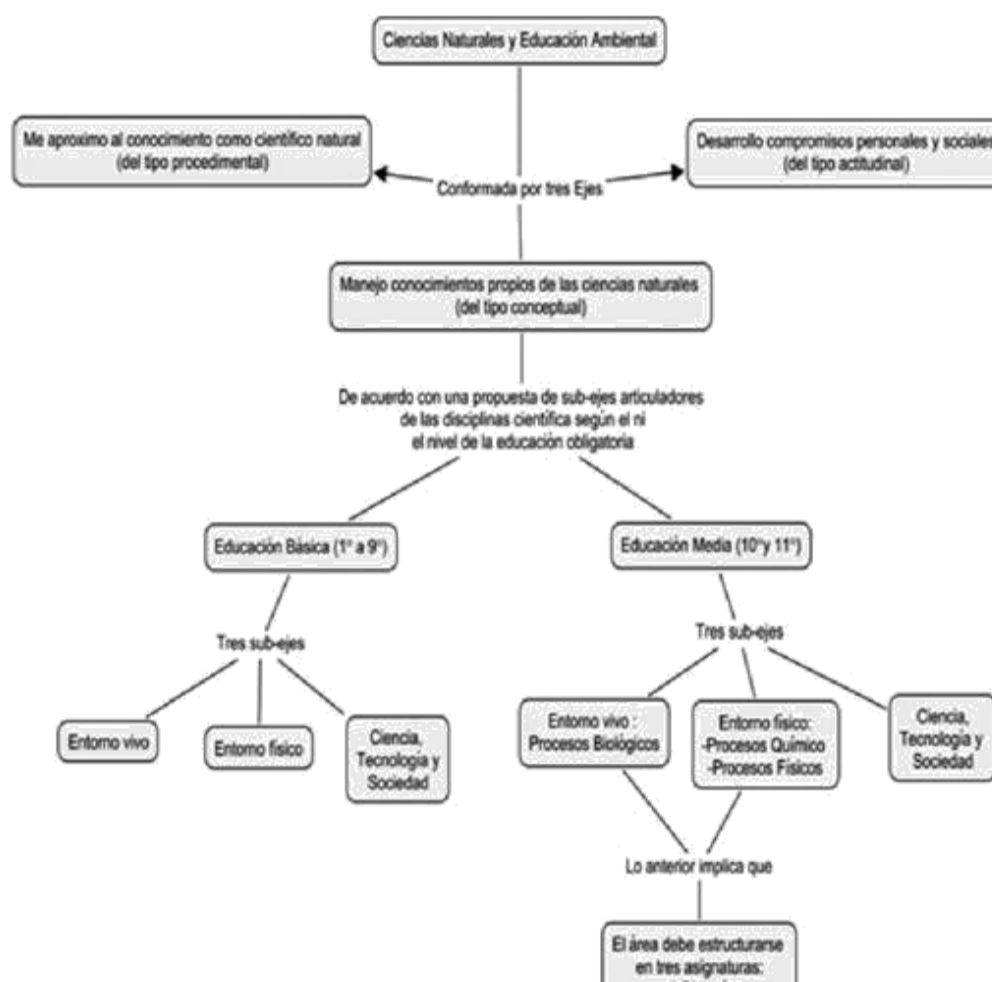 Ciencias Naturales y Educación Ambiental
Me aproximo al conocimiento como científico natural
(del tipo procedimental)
Desarrollo compromisos personales y sociales
(del tipo actitudinal)
Conformada por tres Ejes
Manejo conocimientos propios de las ciencias naturales
(del tipo conceptual)
De acuerdo con una propuesta de sub-ejes articuladores
de las disciplinas científica según el ni
el nivel de la educación obligatoria
Educación Básica (1° a 9°)
Educación Media (10°y 11°)
Tres sub-ejes
Tres sub-ejes
Entorno vivo
Entorno físico
Ciencia,
Tecnología y
Sociedad
Entorno vivo :
Procesos Biológicos
Entorno físico:
-Procesos Químico
-Procesos Físicos
Ciencia,
Tecnología y
Sociedad
Lo anterior implica que
El área debe estructurarse
en tres asignaturas: